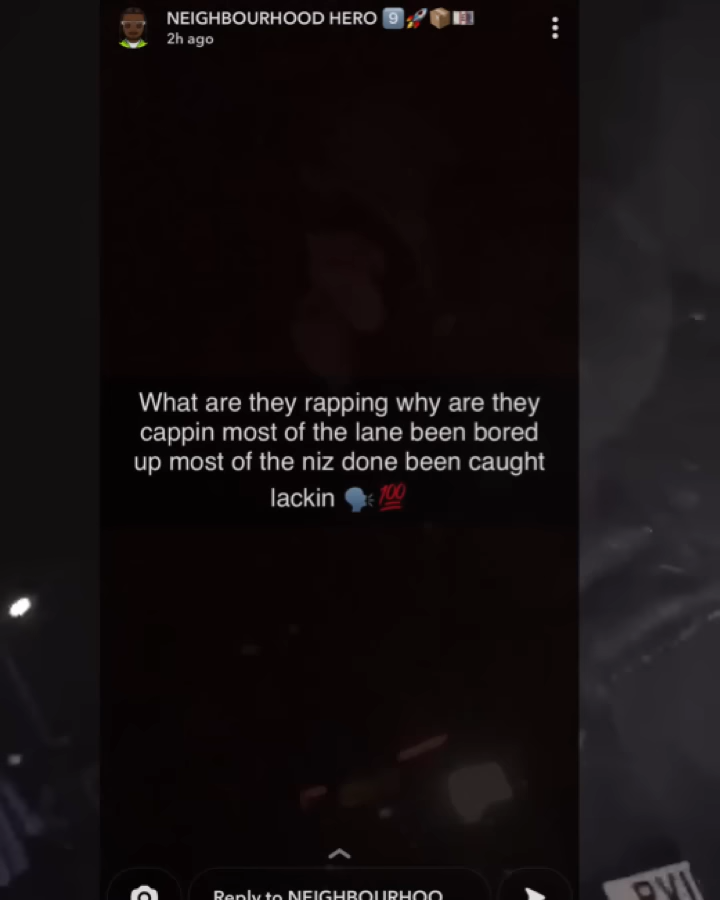 NEIGHBOURHOOD HERO 9️⃣🚀📦💷
2h ago
What are they rapping why are they
cappin most of the lane been bored
up most of the niz done been caught
lackin 🗣️💯
Reply to NEIGHBOURHOO